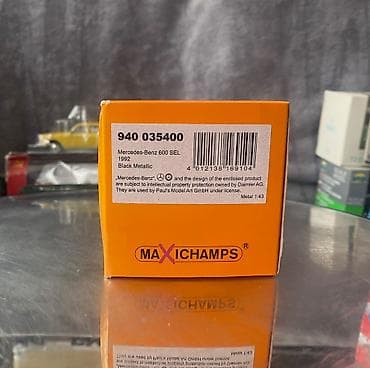 940 035400
Mercedes-Benz 600 SEL
1992
Black Metallic
4 012138 169104
„Mercedes-Benz", and the design of the enclosed product
are subject to intellectual property protection owned by Daimler AG.
They are used by Paul's Model Art GmbH under license.
Metal 1:43
MAXICHAMPS®